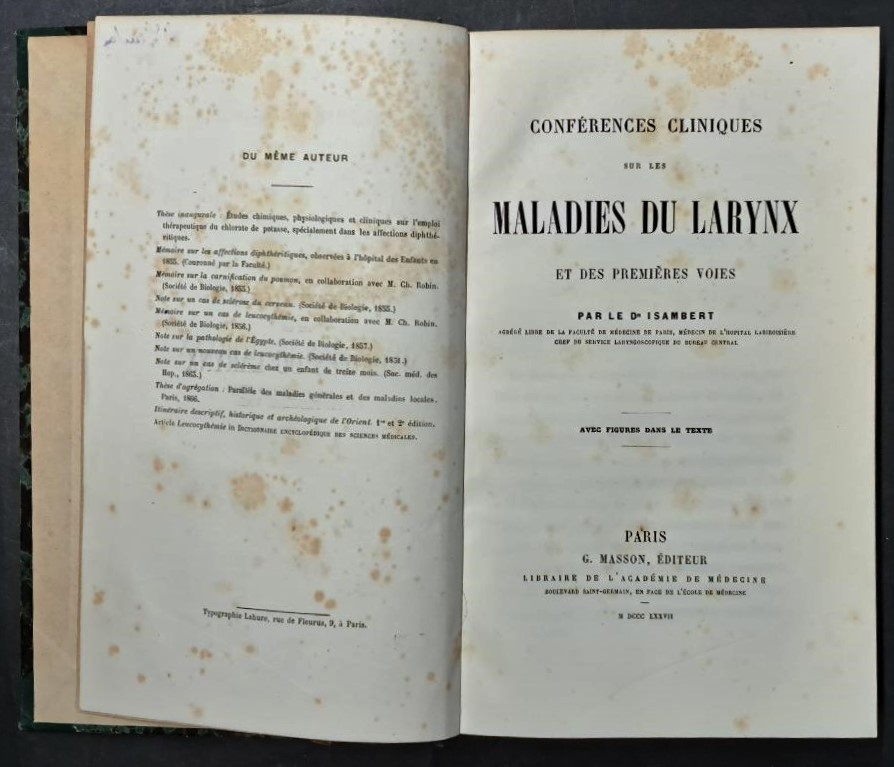 DU MÊME AUTEUR
Thèse inaugurale : Études chimiques, physiologiques et cliniques sur l'emploi
thérapeutique du chlorate de potasse, spécialement dans les affections diphthé-
ritiques.
Mémoire sur les affections diphthéritiques, observées à l'hôpital des Enfants en
1855. (Couronné par la Faculté.)
Mémoire sur la carnification du poumon, en collaboration avec M. Ch. Robin.
(Société de Biologie, 1855.)
Note sur un cas de sclérose du cerveau. (Société de Biologie, 1855.)
Mémoire sur un cas de leucocythémie, en collaboration avec M. Ch. Robin.
(Société de Biologie, 1856.)
Note sur la pathologie de l'Égypte. (Société de Biologie, 1857.)
Note sur un nouveau cas de leucocythémie. (Société de Biologie,
Note sur un cas de sclérème chez un enfant de treize mois. (Soc. méd. des
Hop., 1865.)
Thèse d'agrégation : Parallèle des maladies générales et des maladies locales.
Paris, 1866.
Itinéraire descriptif, historique et archéologique de l'Orient. 1re et 2e édition.
Article Leucocythémie in DICTIONNAIRE ENCYCLOPÉDIQUE DES SCIENCES MÉDICALES.
Typographie Lahure, rue de Fleurus, 9, à Paris.
CONFÉRENCES CLINIQUES
SUR LES
MALADIES DU LARYNX
ET DES PREMIÈRES VOIES
PAR LE DR ISAMBERT
AGRÉGÉ LIBRE DE LA FACULTÉ DE MÉDECINE DE PARIS, MÉDECIN DE L'HOPITAL LARIBOISIÈRE
CHEF DU SERVICE LARYNGOSCOPIQUE DU BUREAU CENTRAL
AVEC FIGURES DANS LE TEXTE
PARIS
G. MASSON, ÉDITEUR
LIBRAIRE DE L'ACADÉMIE DE MÉDECINE
BOULEVARD SAINT-GERMAIN, EN FACE DE L'ÉCOLE DE MÉDECINE
M DCCC LXXVII